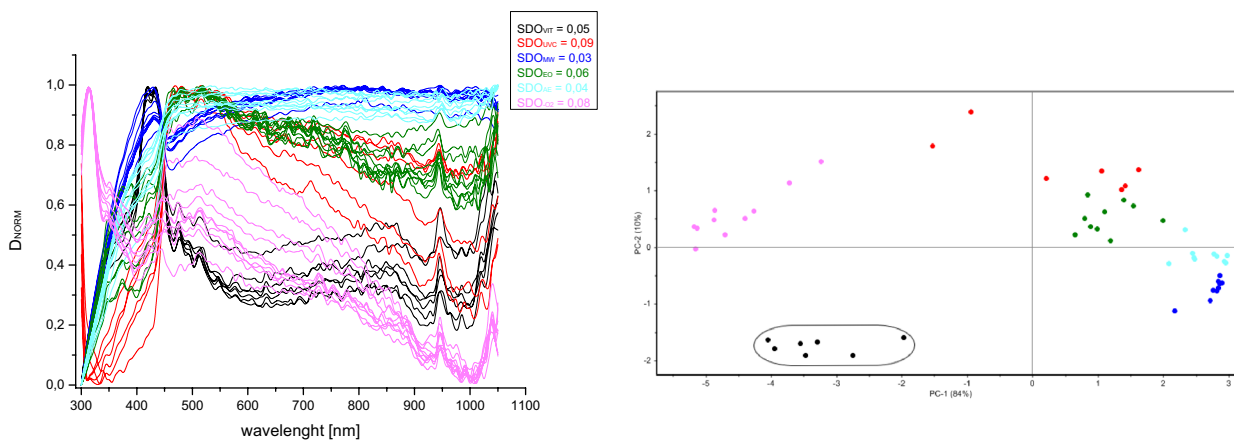 SDOVIT = 0,05
SDOUVC = 0,09
SDOMW = 0,03
SDOEO = 0,06
= 0,04
= 0,08
1,0
0,8
0,6
0,4
0,2
0,0
DNORM
300 400 500 600 700 800 900 1000 1100
wavelenght [nm]
2
1
0
-1
-2
PC-2 (10%)
-5 -4 -3 -2 -1 0 1 2 3
PC-1 (84%)